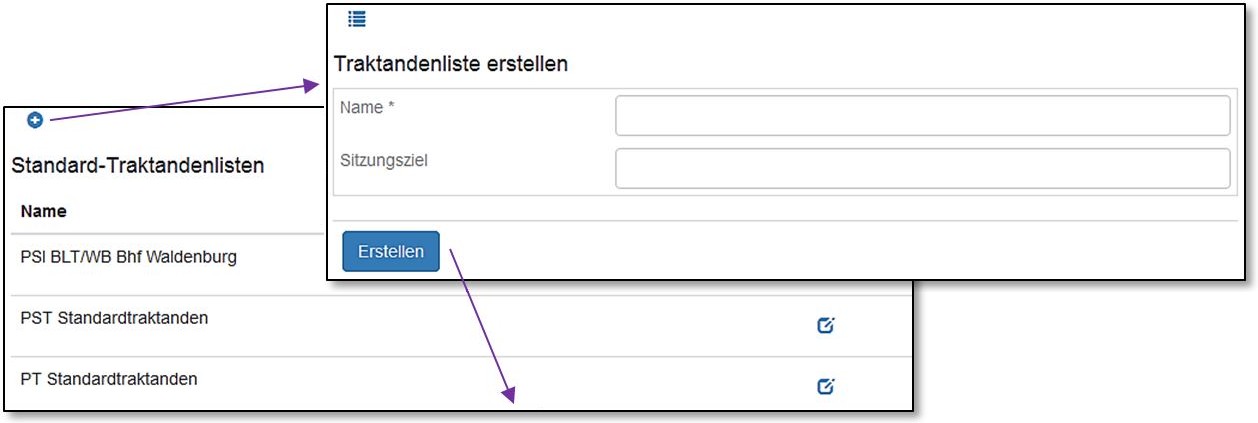 Traktandenliste erstellen
Name *
Sitzungsziel
Erstellen
Standard-Traktandenlisten
Name
PSI BLT/WB Bhf Waldenburg
PST Standardtraktanden
PT Standardtraktanden